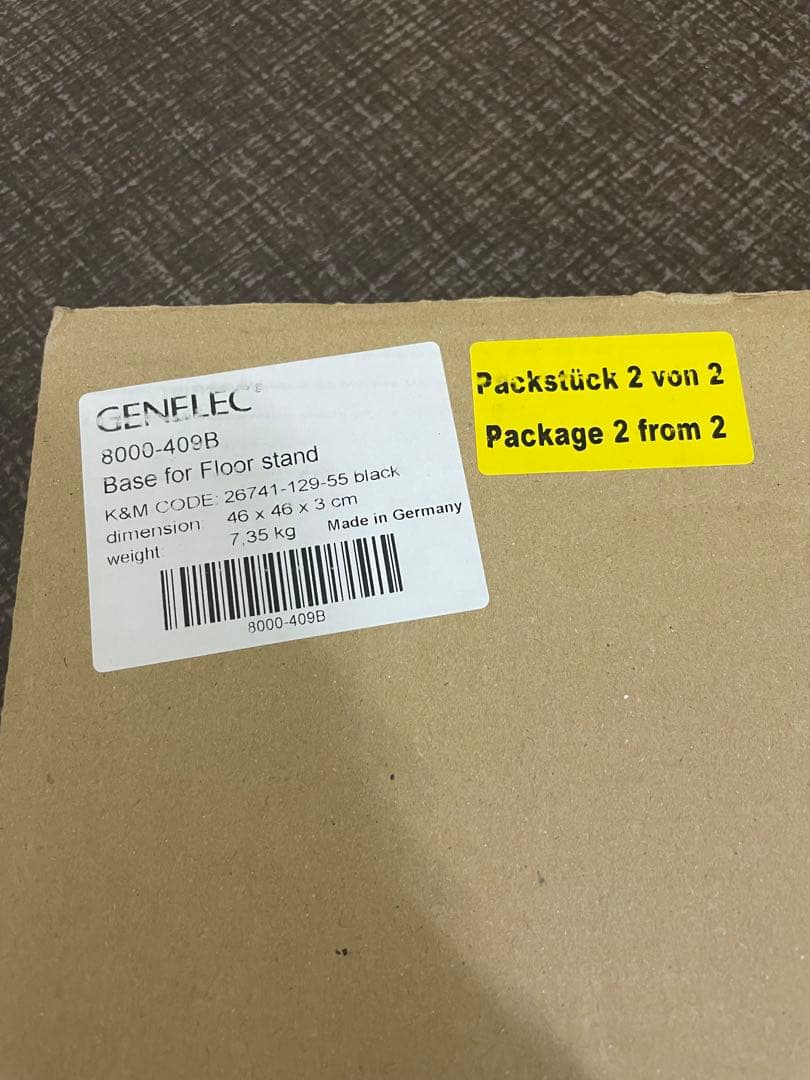 GENELEC®
8000-409B
Base for Floor stand
K&M CODE: 26741-129-55 black
dimension: 46 x 46 x 3 cm
weight: 7,35 kg Made in Germany
8000-409B
Packstück 2 von 2
Package 2 from 2